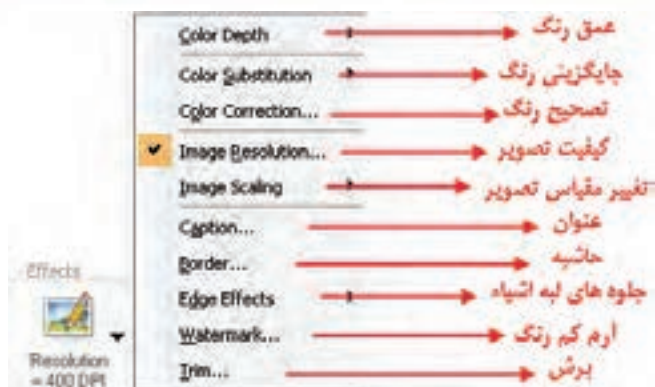 Color Depth عمق رنگ
Color Substitution جایگزینی رنگ
Color Correction... تصحیح رنگ
Image Resolution... کیفیت تصویر
Image Scaling تغییر مقیاس تصویر
Caption... عنوان
Border... حاشیه
Edge Effects جلوه های لبه اشیاء
Watermark... آرم کم رنگ
Trim... برش
Effects
Resolution
= 400 DPI